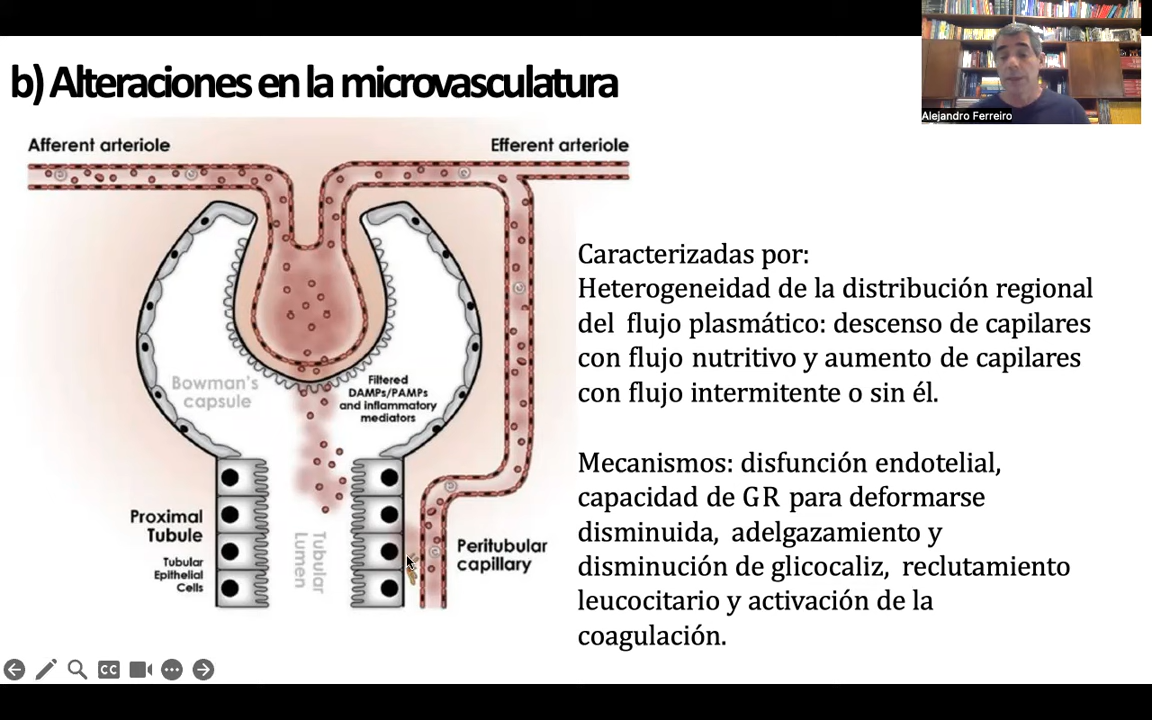 b) Alteraciones en la microvasculatura
Alejandro Ferreiro
Afferent arteriole
Efferent arteriole
Bowman's
capsule
Filtered
DAMPs/PAMPs
and inflammatory
mediators
Proximal
Tubule
Tubular
Epithelial
Cells
Tubular
Lumen
Peritubular
capillary
Caracterizadas por:
Heterogeneidad de la distribución regional
del flujo plasmático: descenso de capilares
con flujo nutritivo y aumento de capilares
con flujo intermitente o sin él.
Mecanismos: disfunción endotelial,
capacidad de GR para deformarse
disminuida, adelgazamiento y
disminución de glicocaliz, reclutamiento
leucocitario y activación de la
coagulación.
CC